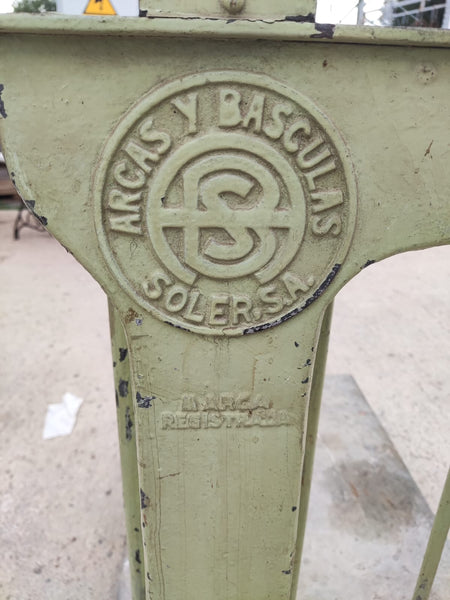 ARCAS Y BASCULAS
SOLER.S.A.
MARCA
REGISTRADA